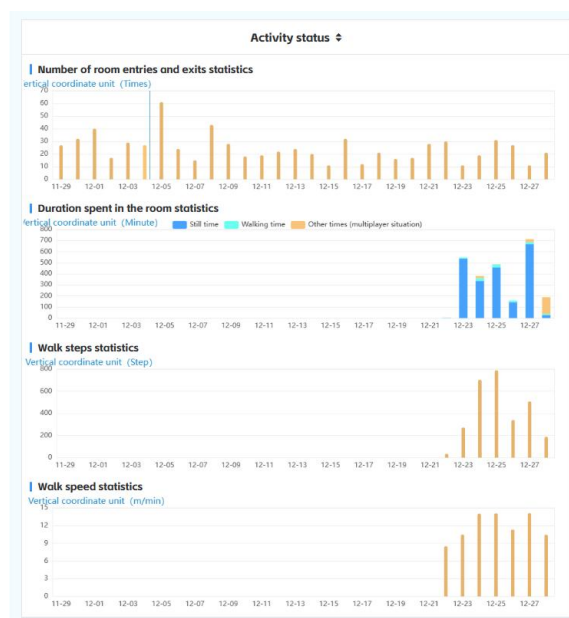 Activity status
Number of room entries and exits statistics
ertical coordinate unit (Times)
70
60
50
40
30
20
10
0
11-29 12-01 12-03 12-05 12-07 12-09 12-11 12-13 12-15 12-17 12-19 12-21 12-23 12-25 12-27
Duration spent in the room statistics
ertical coordinate unit (Minute) Still time Walking time Other times (multiplayer situation)
800
700
600
500
400
300
200
100
0
11-29 12-01 12-03 12-05 12-07 12-09 12-11 12-13 12-15 12-17 12-19 12-21 12-23 12-25 12-27
Walk steps statistics
Vertical coordinate unit (Step)
800
600
400
200
0
11-29 12-01 12-03 12-05 12-07 12-09 12-11 12-13 12-15 12-17 12-19 12-21 12-23 12-25 12-27
Walk speed statistics
Vertical coordinate unit (m/min)
15
12
9
6
3
0
11-29 12-01 12-03 12-05 12-07 12-09 12-11 12-13 12-15 12-17 12-19 12-21 12-23 12-25 12-27